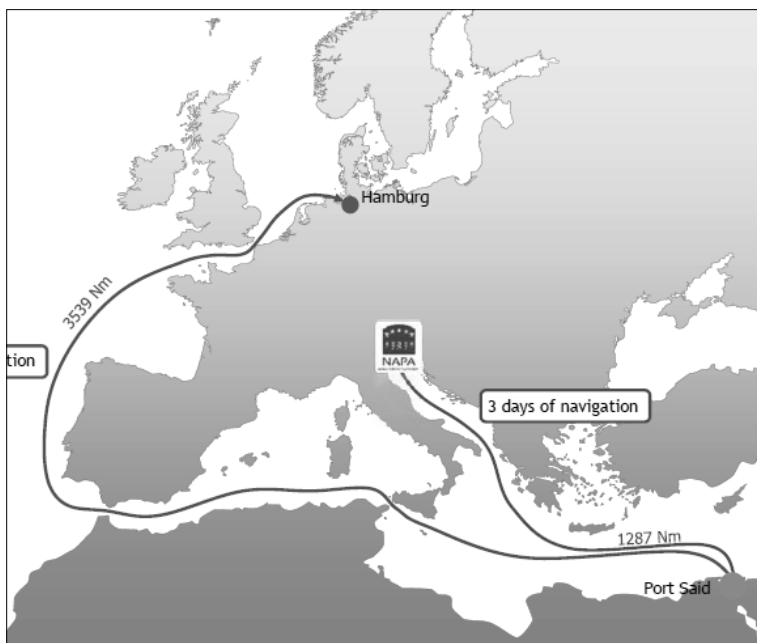 Hamburg
3539 Nm
tion
NAPA
3 days of navigation
1287 Nm
Port Said